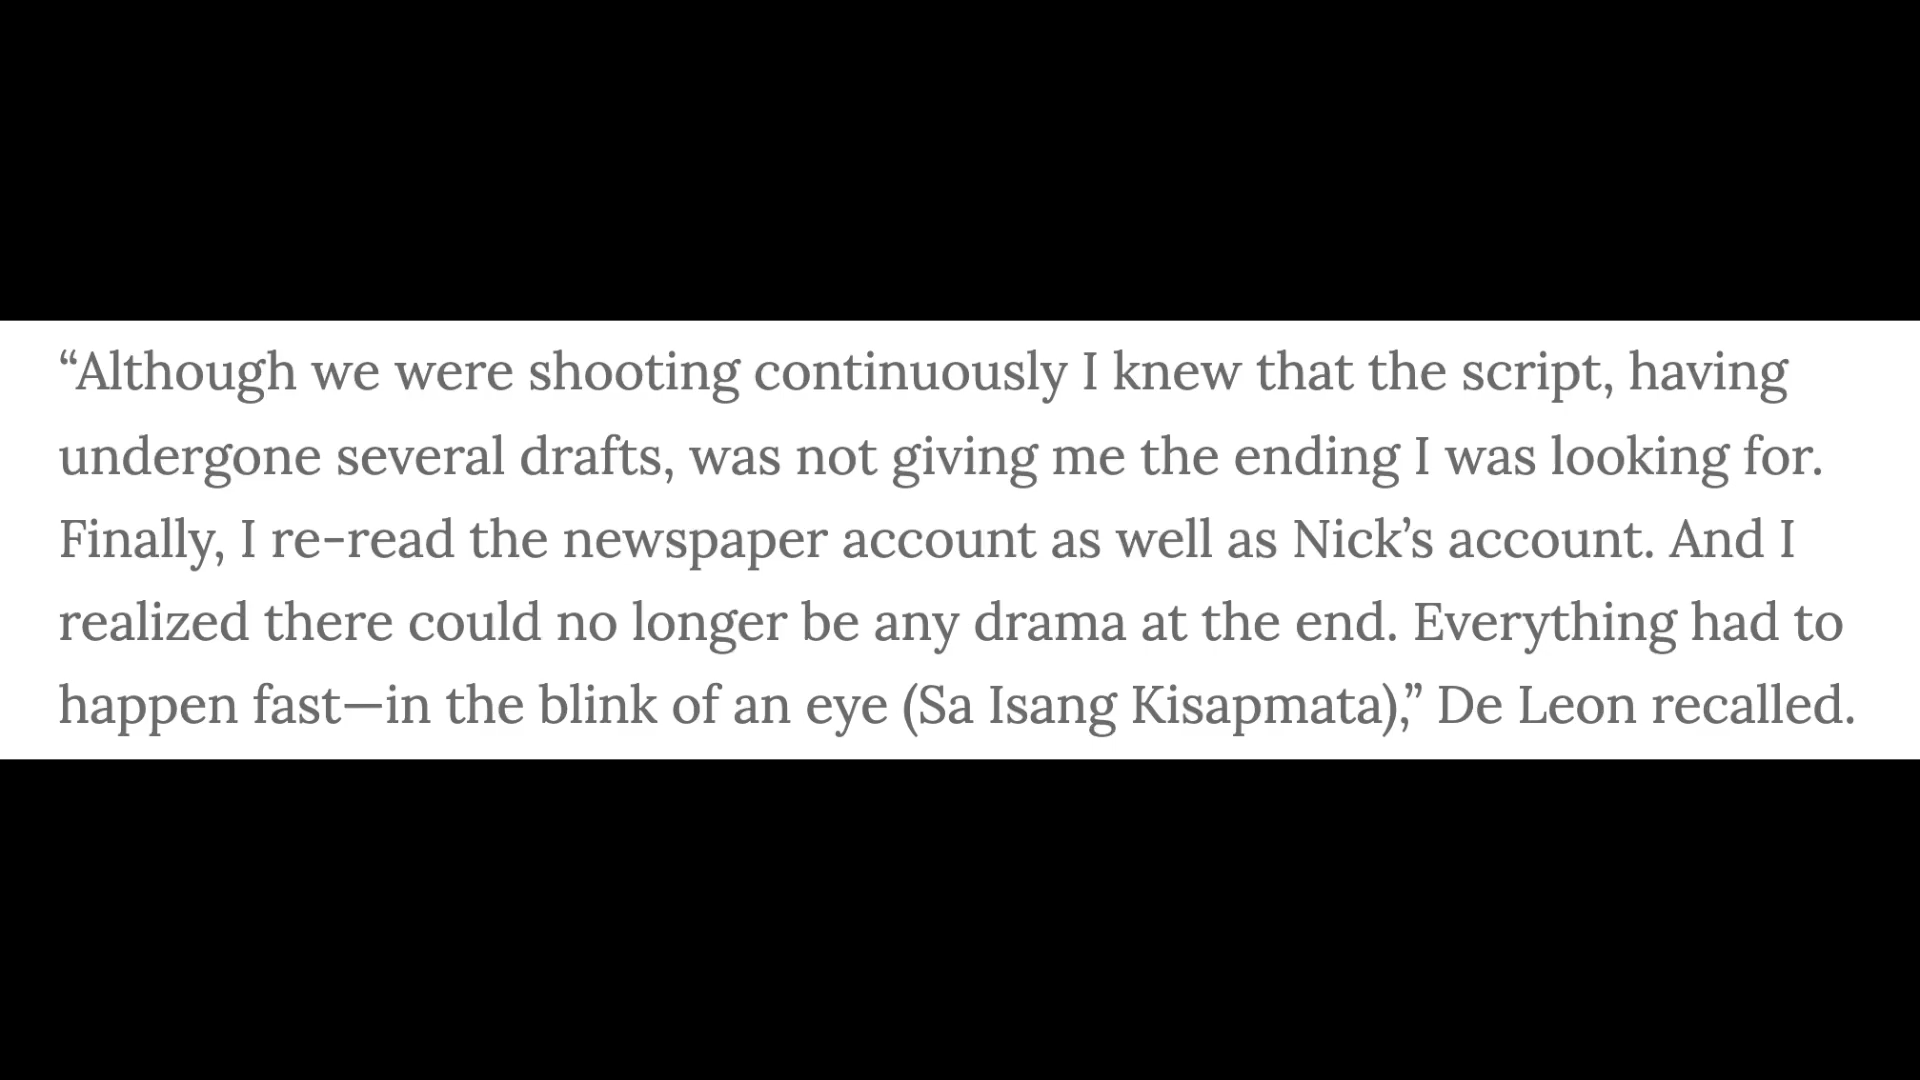 “Although we were shooting continuously I knew that the script, having
undergone several drafts, was not giving me the ending I was looking for.
Finally, I re-read the newspaper account as well as Nick’s account. And I
realized there could no longer be any drama at the end. Everything had to
happen fast—in the blink of an eye (Sa Isang Kisapmata),” De Leon recalled.